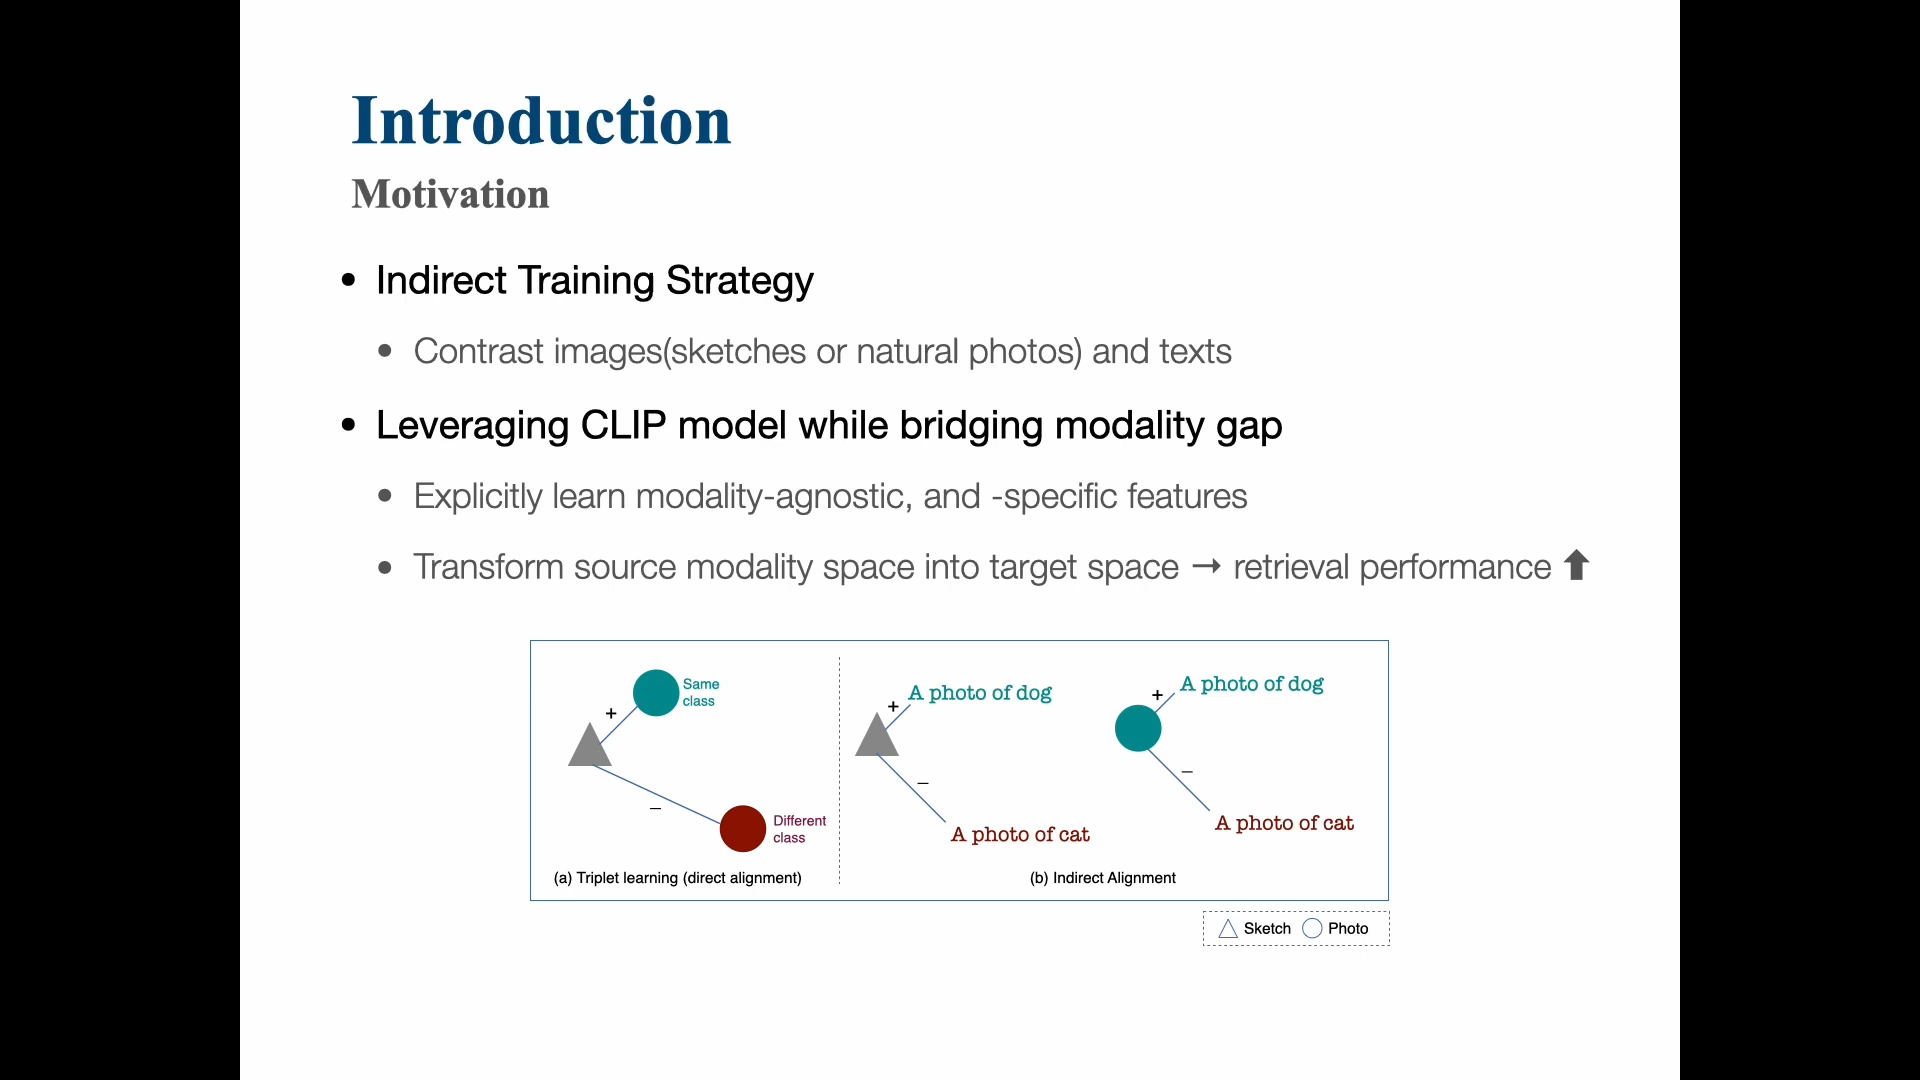 Introduction
Motivation
• Indirect Training Strategy
• Contrast images(sketches or natural photos) and texts
• Leveraging CLIP model while bridging modality gap
• Explicitly learn modality-agnostic, and -specific features
• Transform source modality space into target space → retrieval performance ⬆
Same
class
+
−
Different
class
(a) Triplet learning (direct alignment)
+
A photo of dog
−
A photo of cat
+
A photo of dog
−
A photo of cat
(b) Indirect Alignment
Sketch
Photo